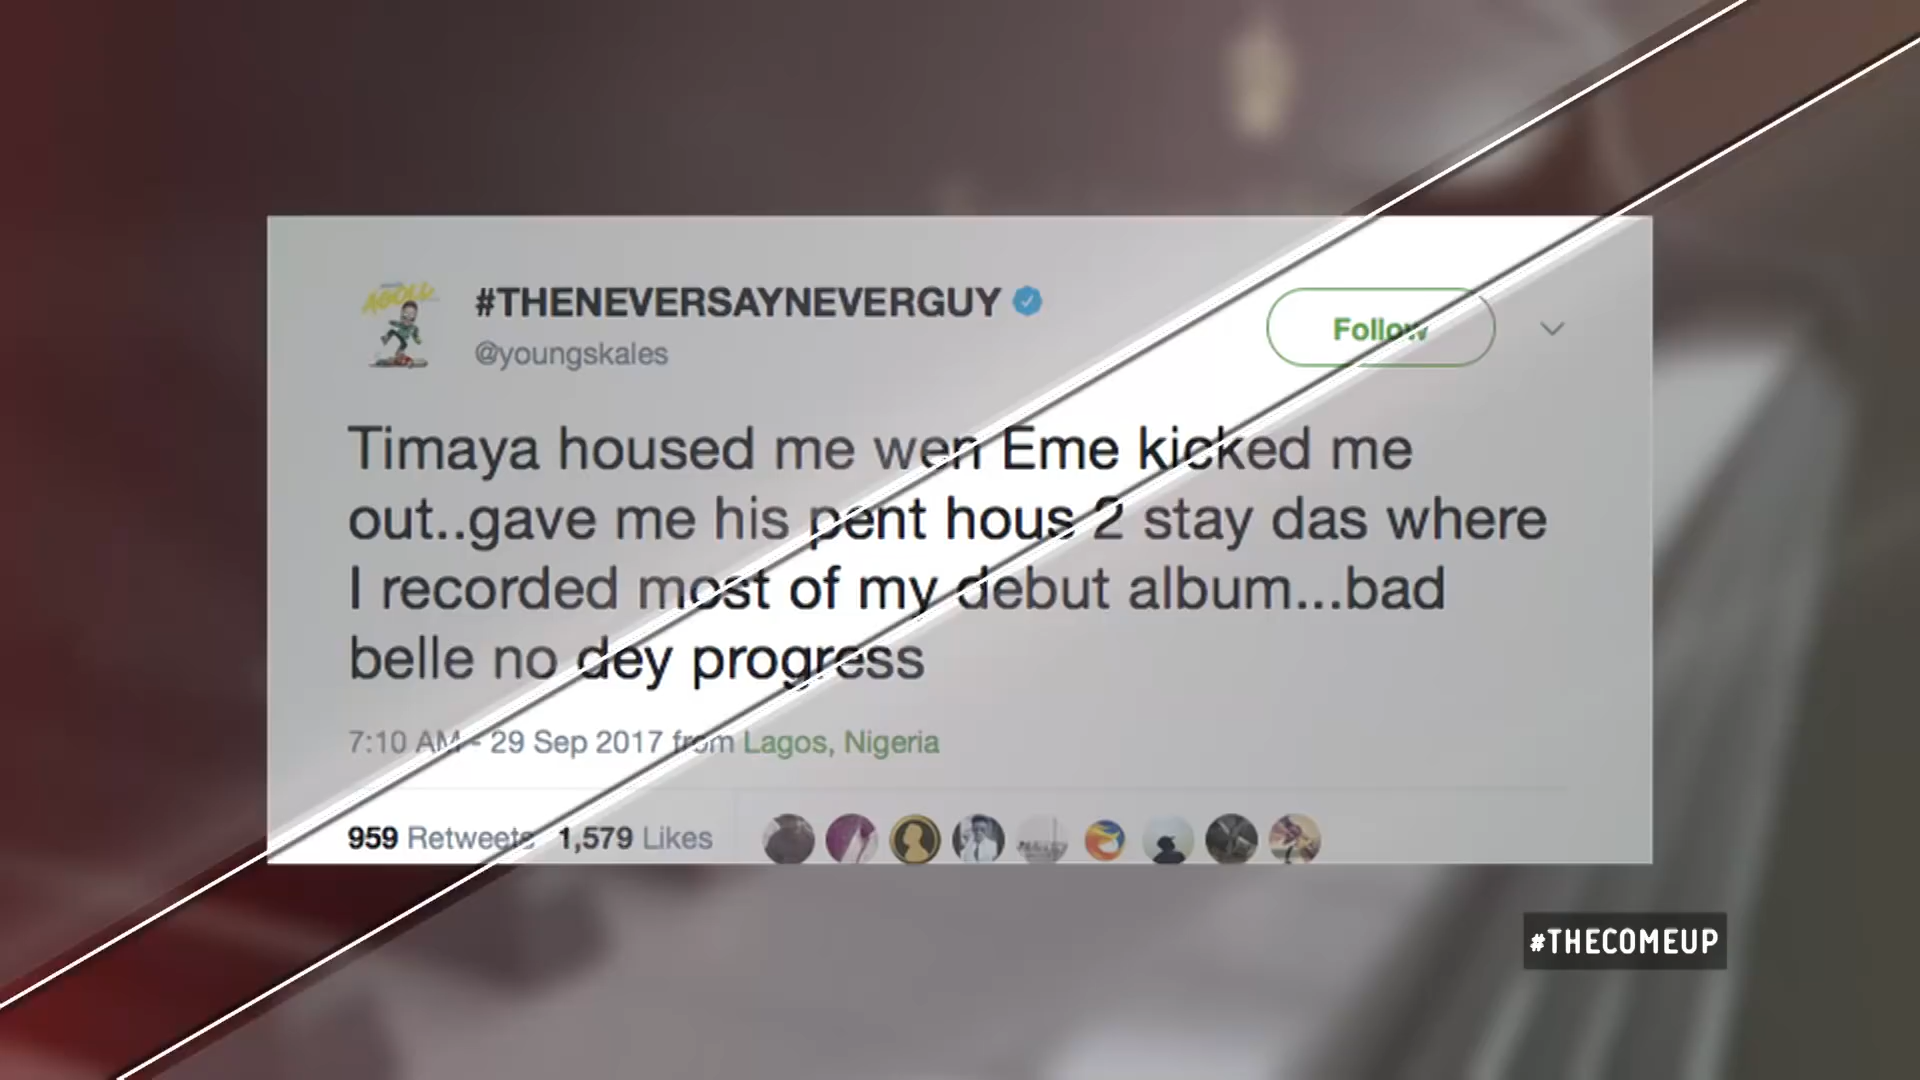 AGOLL
#THENEVERSAYNEVERGUY
@youngskales
Follow
Timaya housed me wen Eme kicked me
out..gave me his pent hous 2 stay das where
I recorded most of my debut album...bad
belle no dey progress
7:10 AM - 29 Sep 2017 from Lagos, Nigeria
959 Retweets 1,579 Likes
#THECOMEUP